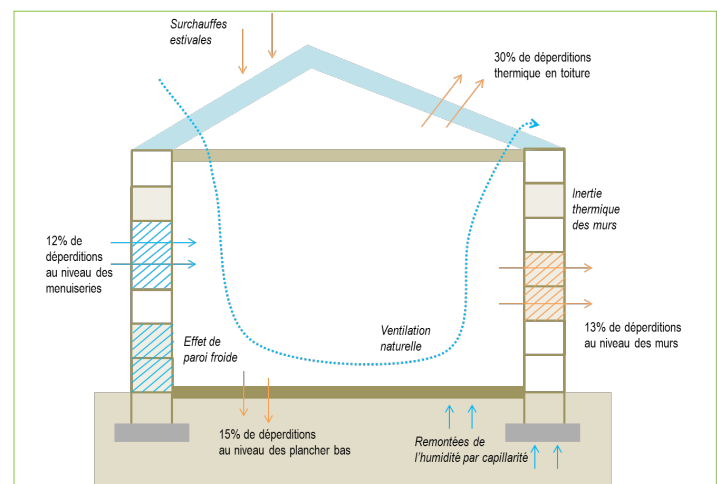 Surchauffes
estivales
30% de déperditions
thermique en toiture
Inertie
thermique
des murs
12% de
déperditions
au niveau des
menuiseries
Effet de
paroi froide
Ventilation
naturelle
13% de déperditions
au niveau des murs
15% de déperditions
au niveau des plancher bas
Remontées de
l'humidité par capillarité